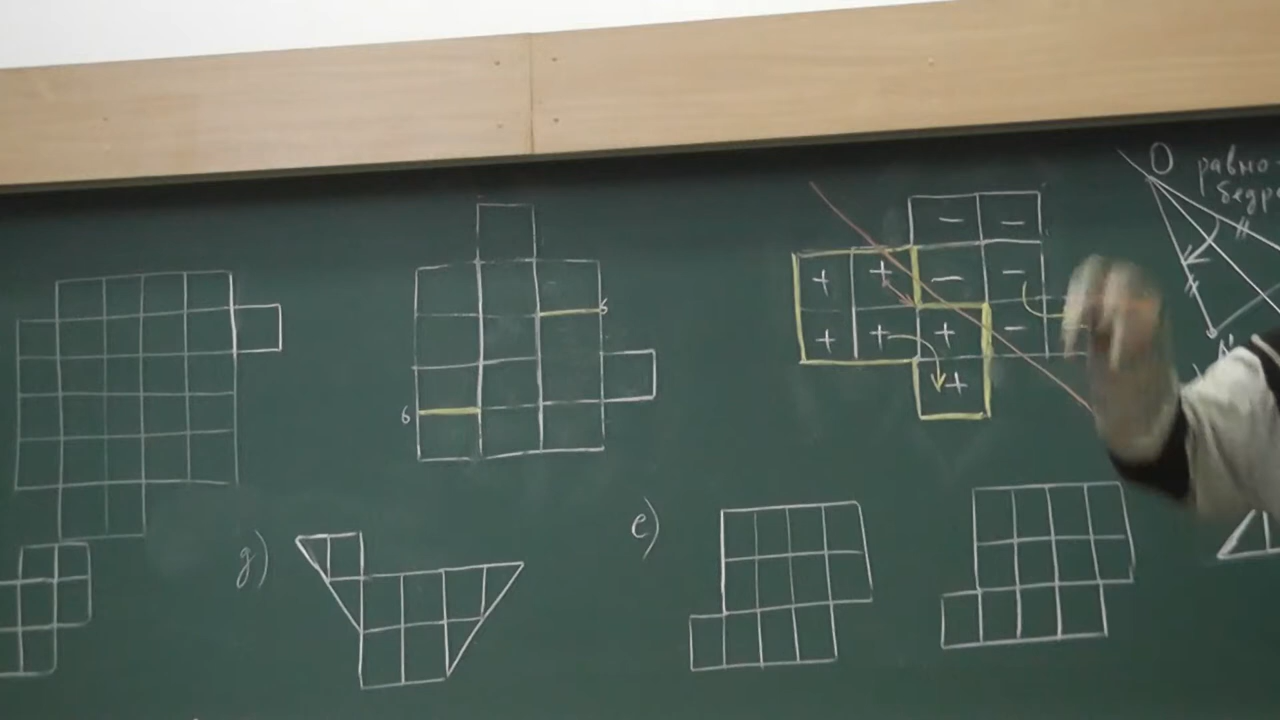 O
равно-
бедр
б
б
+ + + + + +
− − − − −
д)
е)